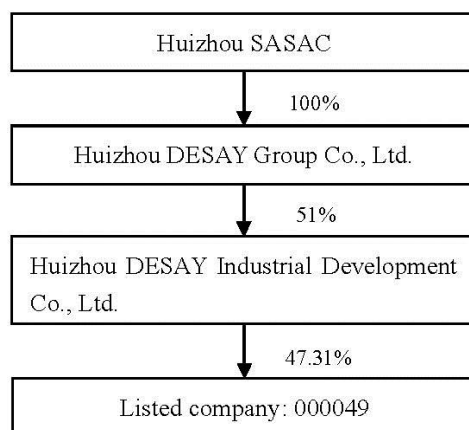 Huizhou SASAC
100%
Huizhou DESAY Group Co., Ltd.
51%
Huizhou DESAY Industrial Development
Co., Ltd.
47.31%
Listed company: 000049